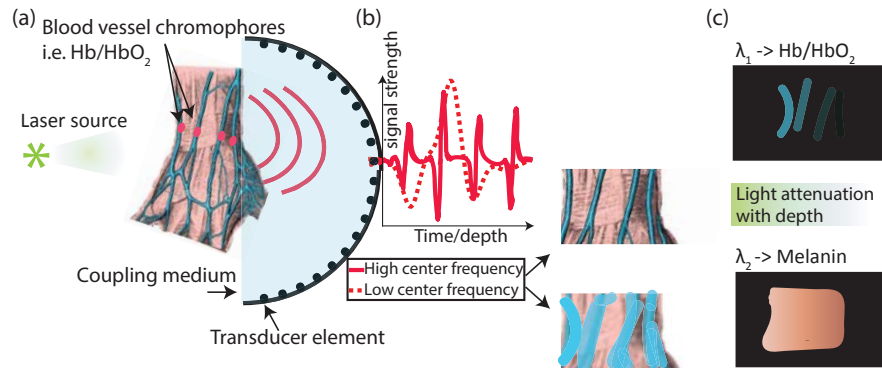 (a)
Blood vessel chromophores
i.e. Hb/HbO₂
Laser source
Coupling medium
Transducer element
(b)
signal strength
Time/depth
High center frequency
Low center frequency
(c)
λ₁ -> Hb/HbO₂
Light attenuation
with depth
λ₂ -> Melanin